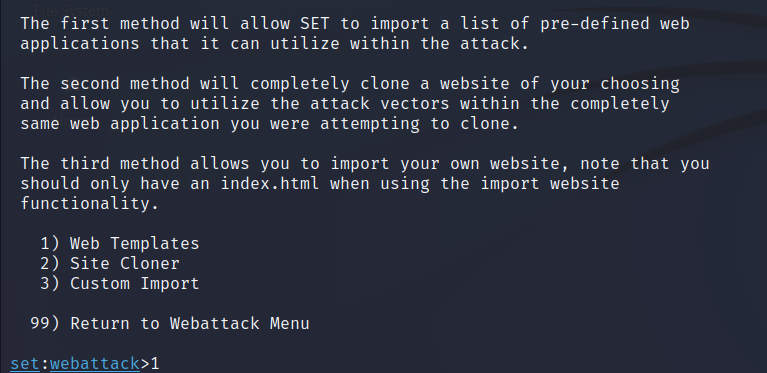 FileSystem
The first method will allow SET to import a list of pre-defined web
applications that it can utilize within the attack.
The second method will completely clone a website of your choosing
and allow you to utilize the attack vectors within the completely
same web application you were attempting to clone.
The third method allows you to import your own website, note that you
should only have an index.html when using the import website
functionality.
1) Web Templates
2) Site Cloner
3) Custom Import
99) Return to Webattack Menu
set:webattack>1